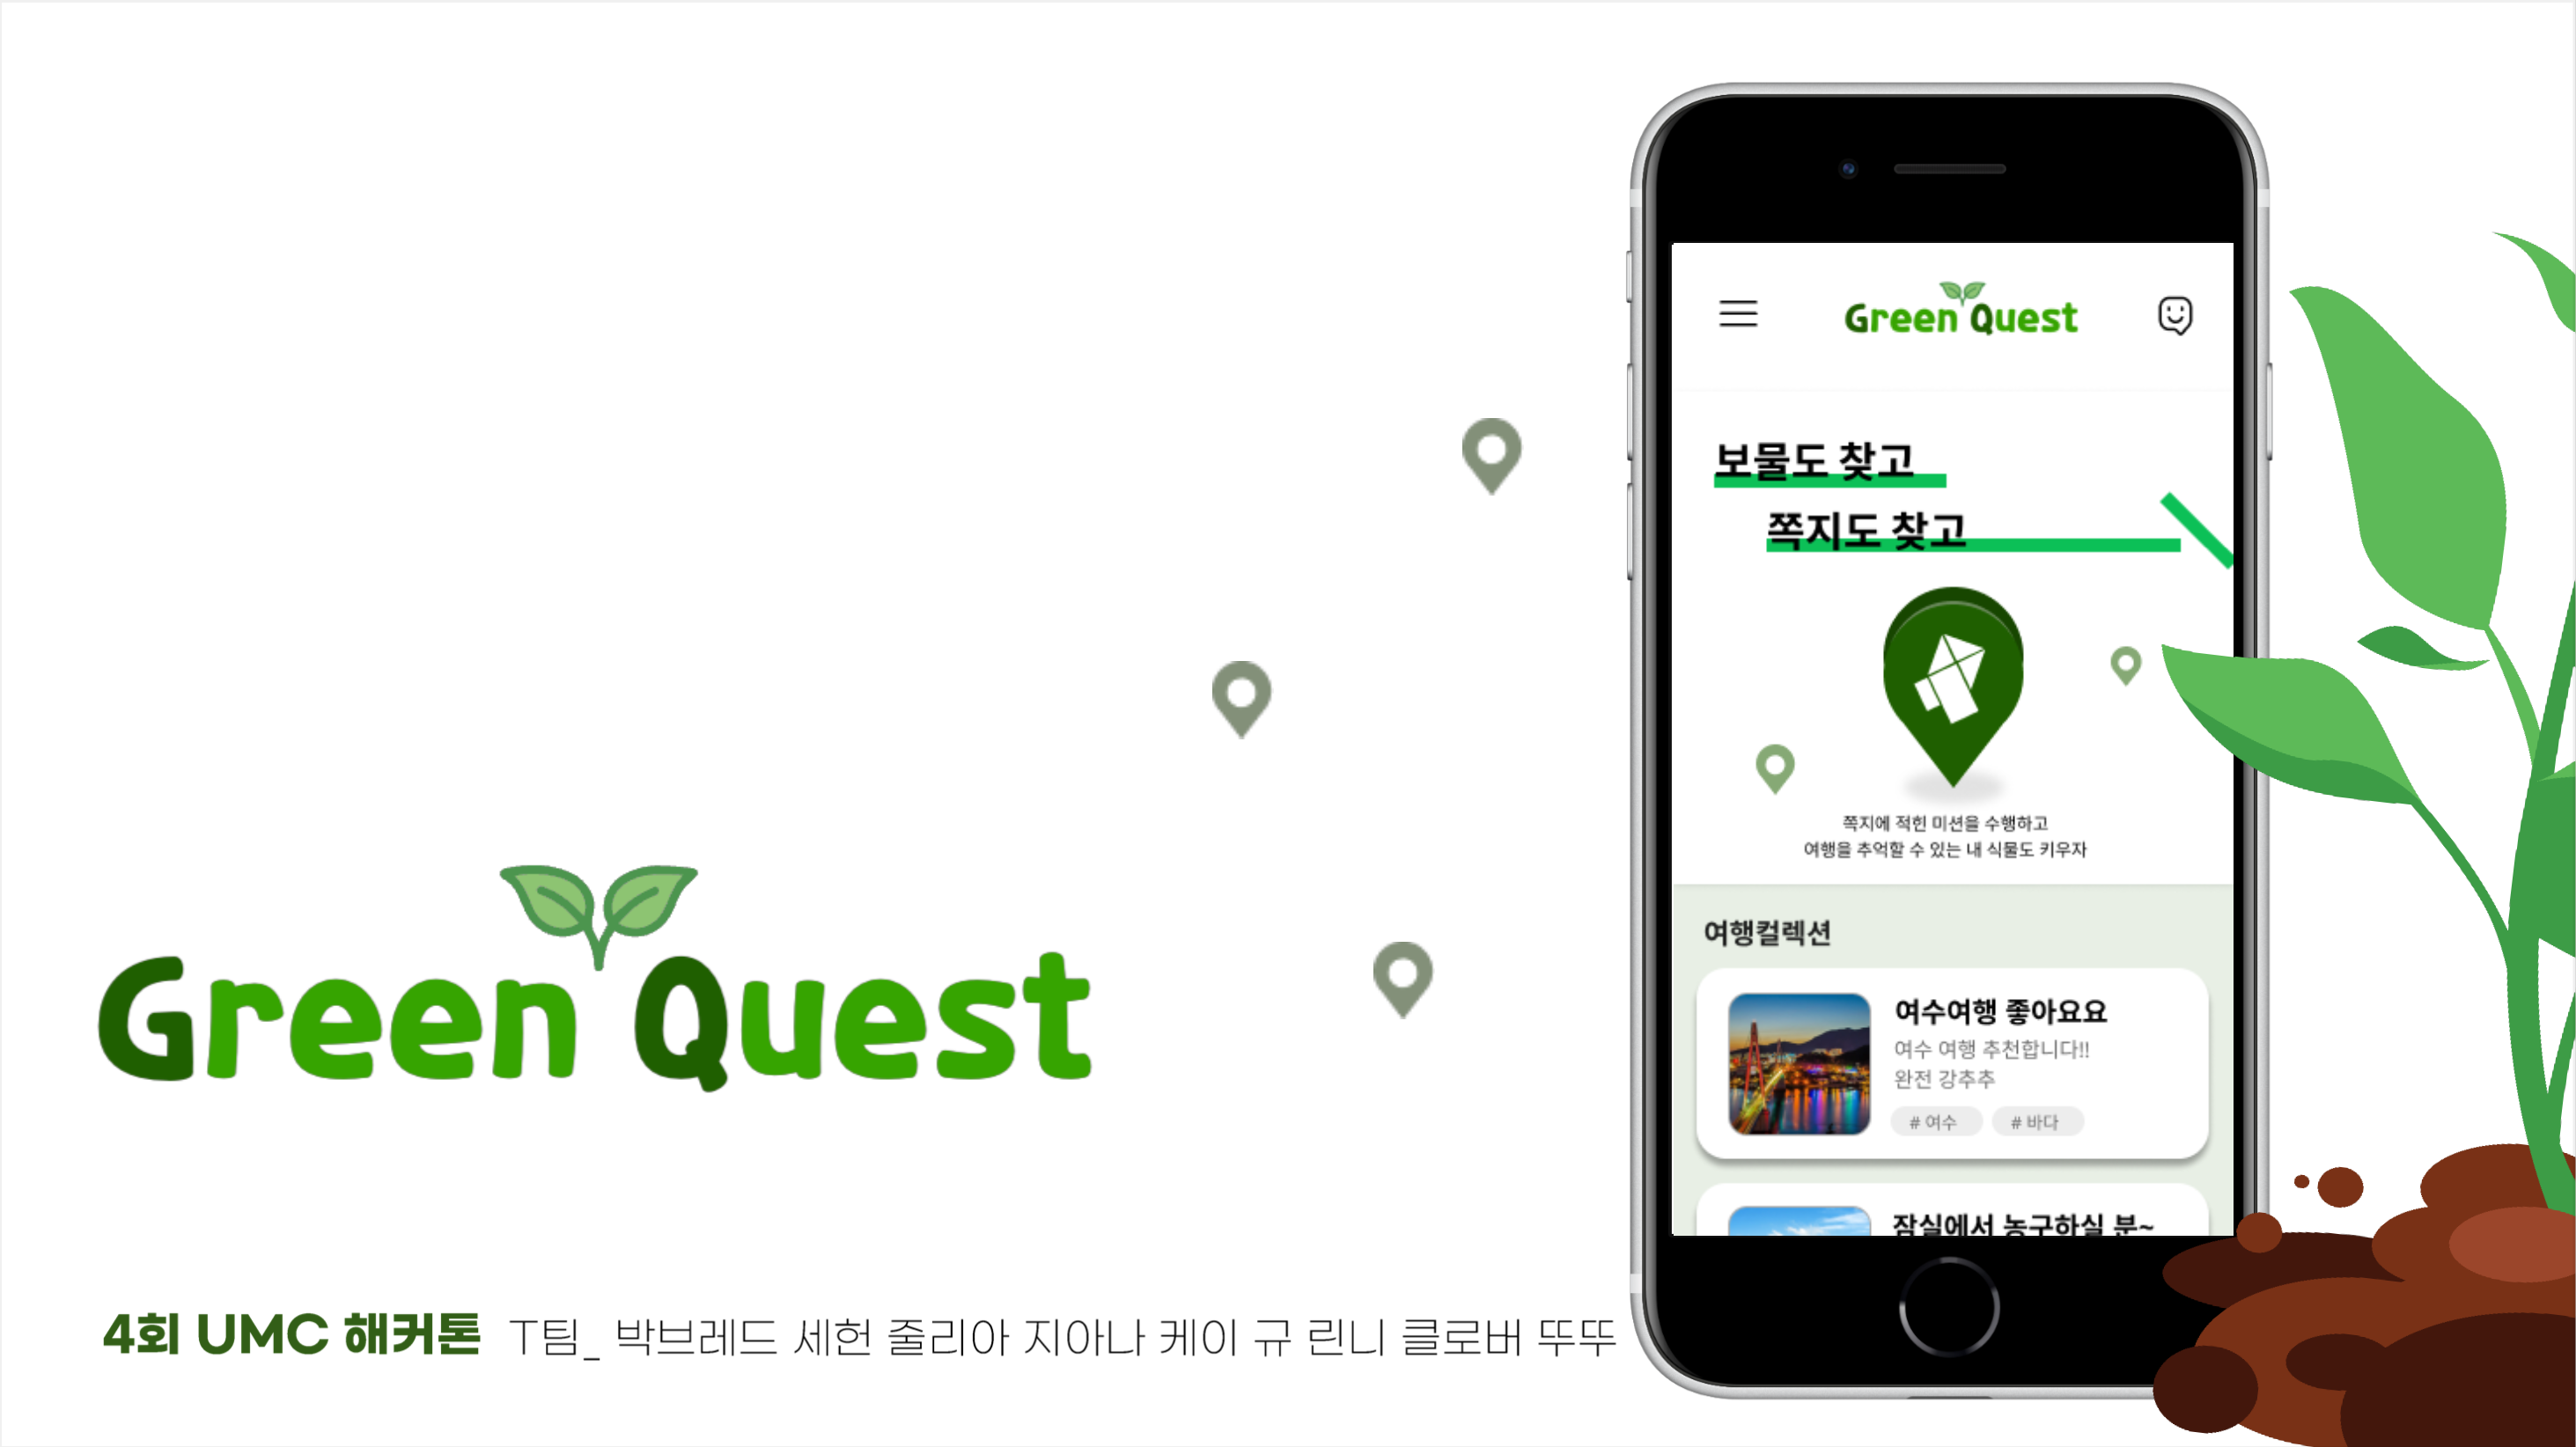 Green Quest
4회 UMC 해커톤 T팀_ 박브레드 세헌 줄리아 지아나 케이 규 린니 클로버 뚜뚜
Green Quest
보물도 찾고
쪽지도 찾고
쪽지에 적힌 미션을 수행하고
여행을 추억할 수 있는 내 식물도 키우자
여행컬렉션
여수여행 좋아요요
여수 여행 추천합니다!!
완전 강추추
# 여수 # 바다
잠실에서 농구하실 분~